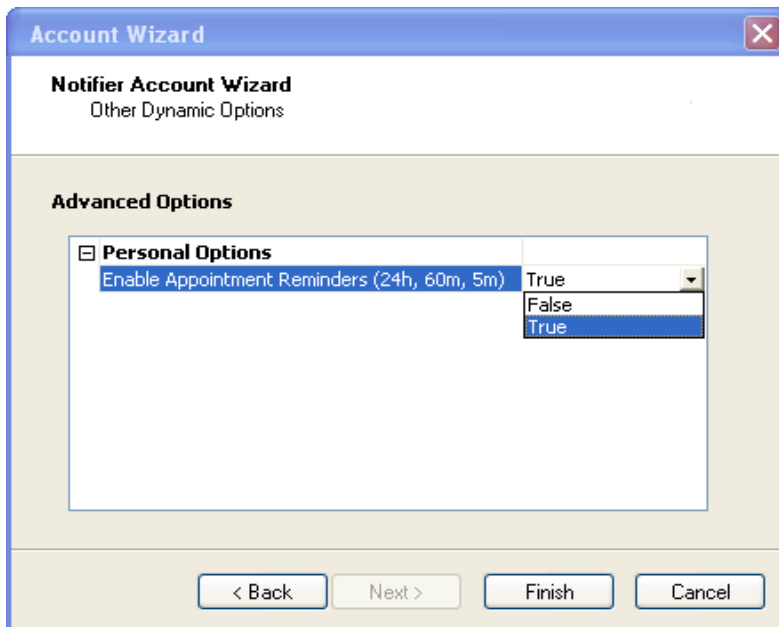 Account Wizard
Notifier Account Wizard
Other Dynamic Options
Advanced Options
Personal Options
Enable Appointment Reminders (24h, 60m, 5m) True
False
True
< Back Next > Finish Cancel